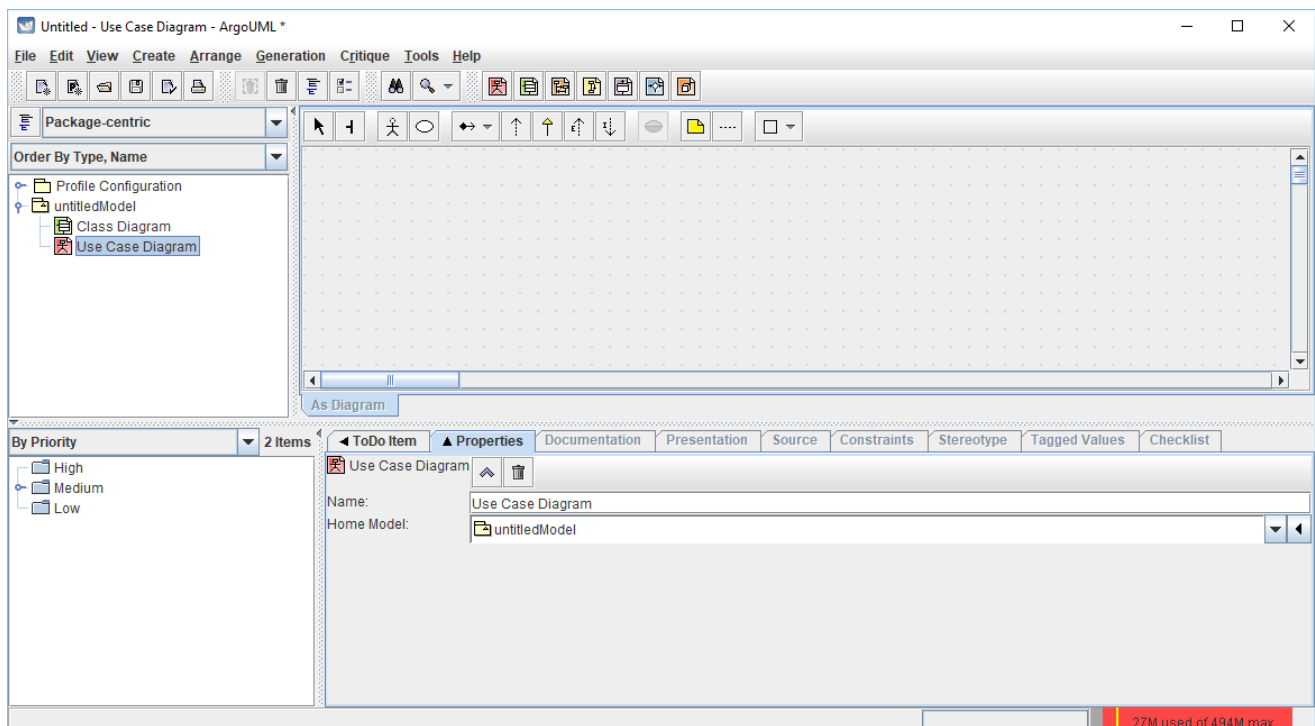 Untitled - Use Case Diagram - ArgoUML *
File Edit View Create Arrange Generation Critique Tools Help
Package-centric
Order By Type, Name
Profile Configuration
untitledModel
Class Diagram
Use Case Diagram
As Diagram
By Priority 2 Items
High
Medium
Low
ToDo Item Properties Documentation Presentation Source Constraints Stereotype Tagged Values Checklist
Use Case Diagram
Name: Use Case Diagram
Home Model: untitledModel
27M used of 494M max